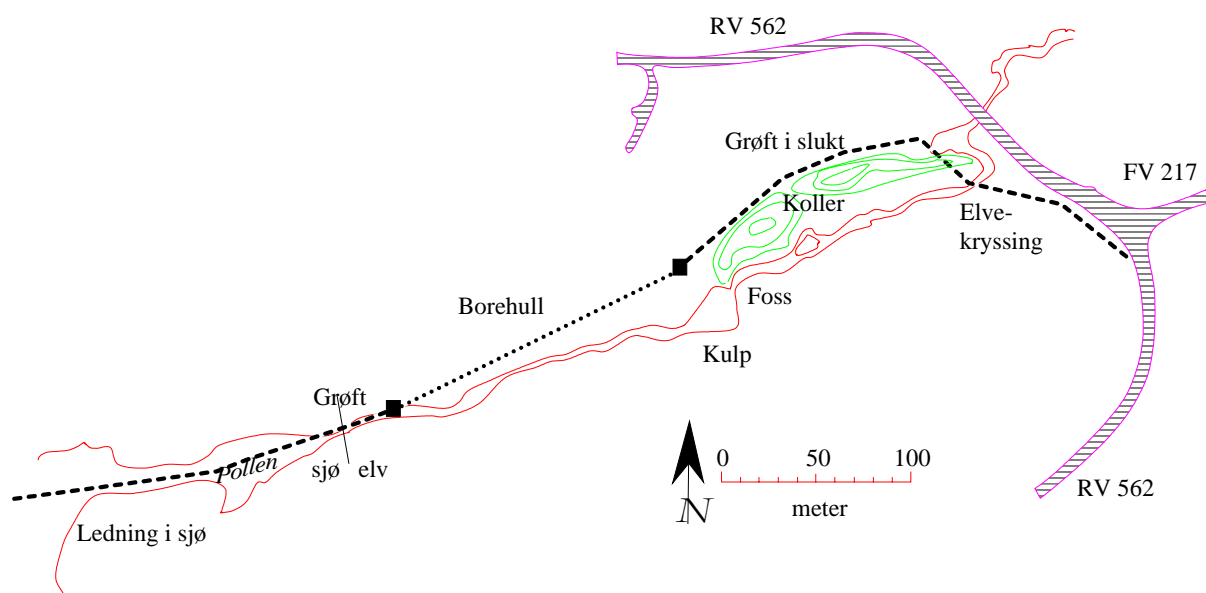 RV 562
Grøft i slukt
FV 217
Koller
Elve-
kryssing
Borehull
Foss
Kulp
Grøft
Pollen
sjø
elv
0 50 100
N
meter
RV 562
Ledning i sjø